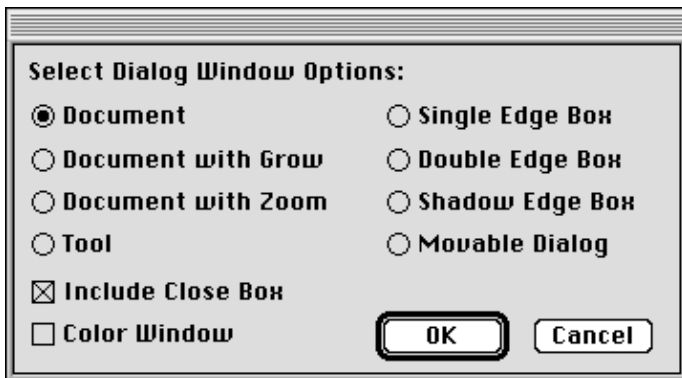 Select Dialog Window Options:
Document
Single Edge Box
Document with Grow
Double Edge Box
Document with Zoom
Shadow Edge Box
Tool
Movable Dialog
Include Close Box
Color Window
OK
Cancel